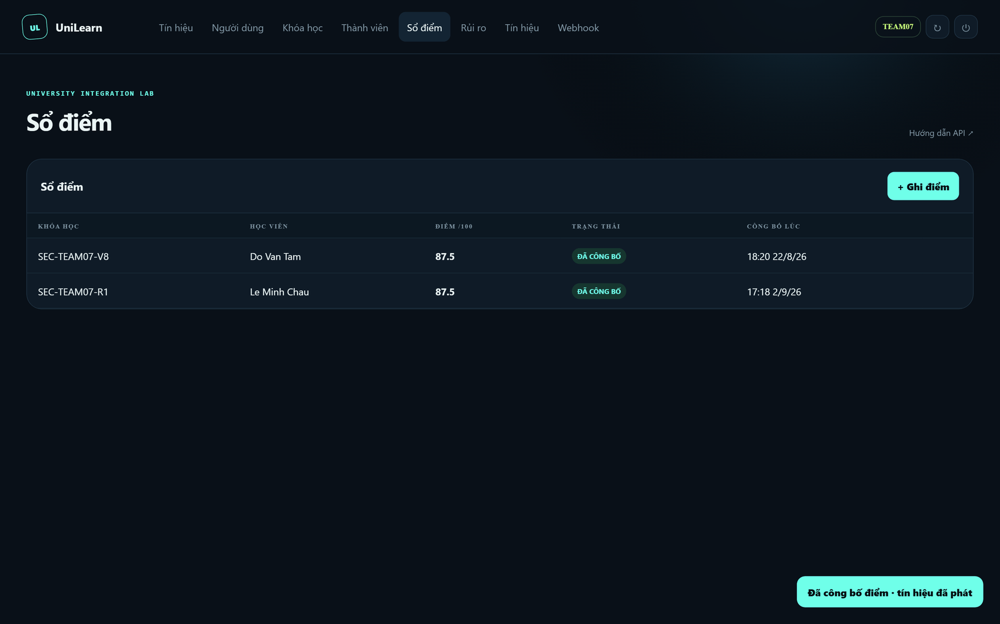 UL UniLearn Tín hiệu Người dùng Khóa học Thành viên Sổ điểm Rủi ro Tín hiệu Webhook TEAM07 ↻ ⏻
UNIVERSITY INTEGRATION LAB
Sổ điểm
Hướng dẫn API ↗
Sổ điểm + Ghi điểm
KHÓA HỌC HỌC VIÊN ĐIỂM /100 TRẠNG THÁI CÔNG BỐ LÚC
SEC-TEAM07-V8 Do Van Tam 87.5 ĐÃ CÔNG BỐ 18:20 22/8/26
SEC-TEAM07-R1 Le Minh Chau 87.5 ĐÃ CÔNG BỐ 17:18 2/9/26
Đã công bố điểm · tín hiệu đã phát